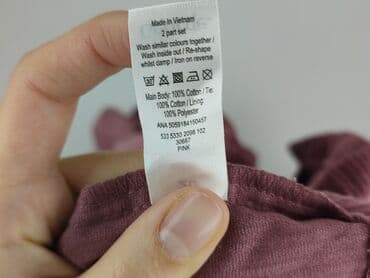 Made In Vietnam
2 part set
Wash similar colours together /
Wash inside out / Re-shape
whilst damp / Iron on reverse
Main Body: 100% Cotton / Tie:
100% Cotton / Lining:
100% Polyester
ANA 5059184150457
522 5330 2098 102
30687
PINK